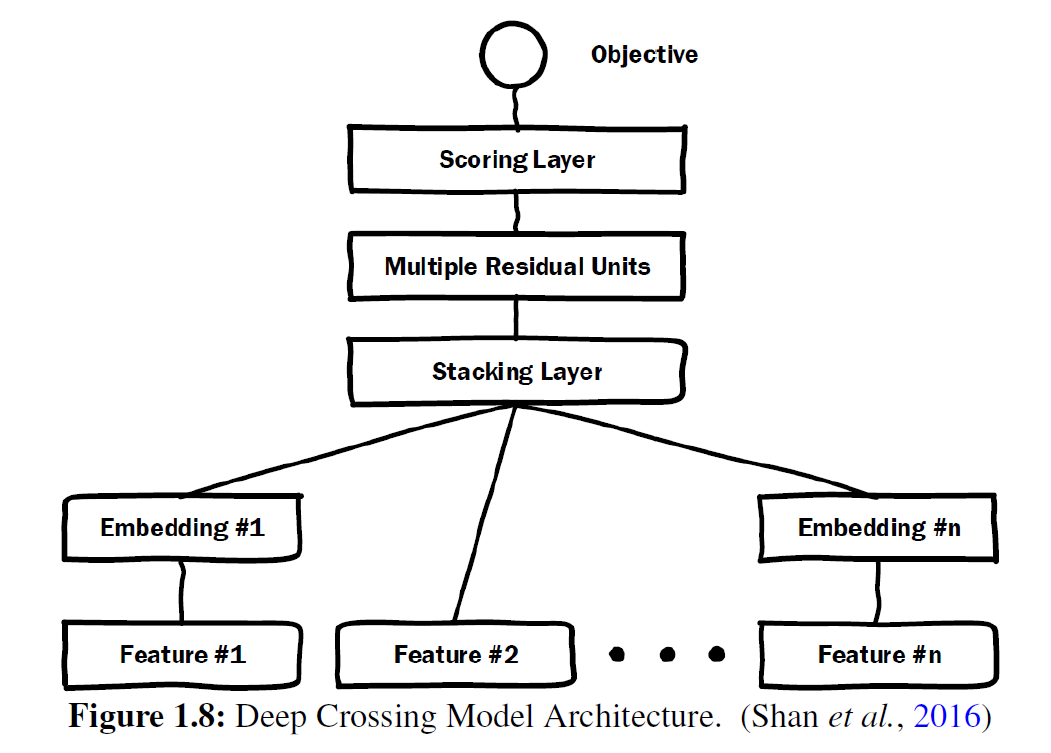 Objective
Scoring Layer
Multiple Residual Units
Stacking Layer
Embedding #1
Embedding #n
Feature #1
Feature #2
Feature #n
Figure 1.8: Deep Crossing Model Architecture. (Shan et al., 2016)